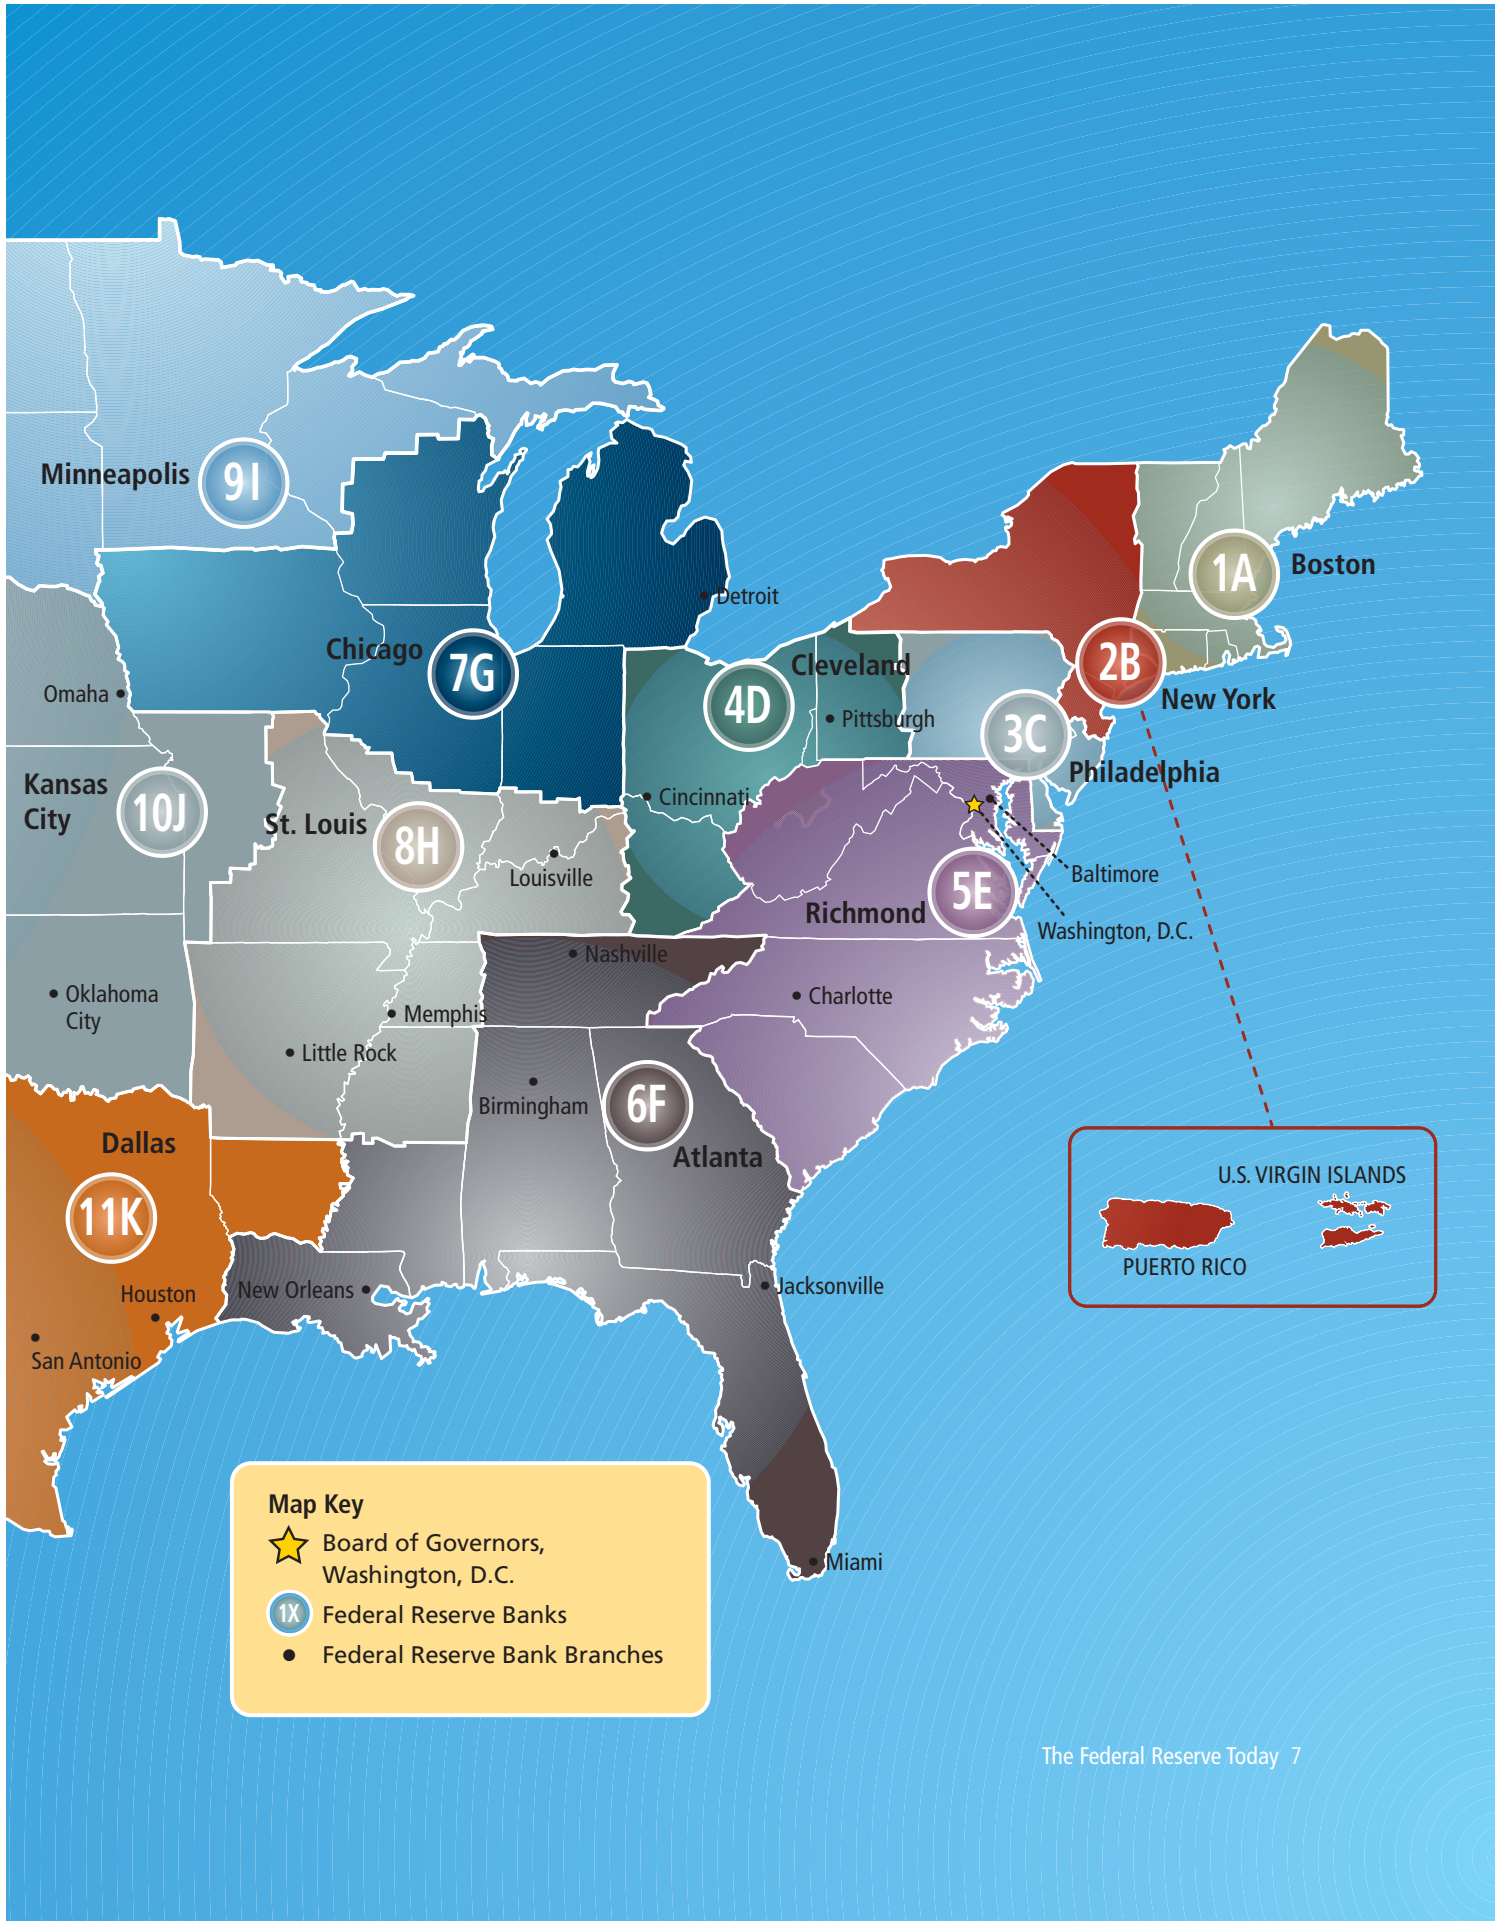 Minneapolis
9I
1A
Boston
Detroit
Chicago
7G
Cleveland
2B
New York
Omaha
4D
Pittsburgh
3C
Philadelphia
Kansas
City
10J
St. Louis
8H
Cincinnati
Louisville
Baltimore
Richmond
5E
Washington, D.C.
Nashville
Oklahoma
City
Charlotte
Memphis
Little Rock
Birmingham
6F
Atlanta
Dallas
11K
U.S. VIRGIN ISLANDS
PUERTO RICO
Houston
New Orleans
Jacksonville
San Antonio
Miami
Map Key
Board of Governors,
Washington, D.C.
1X
Federal Reserve Banks
Federal Reserve Bank Branches
The Federal Reserve Today 7